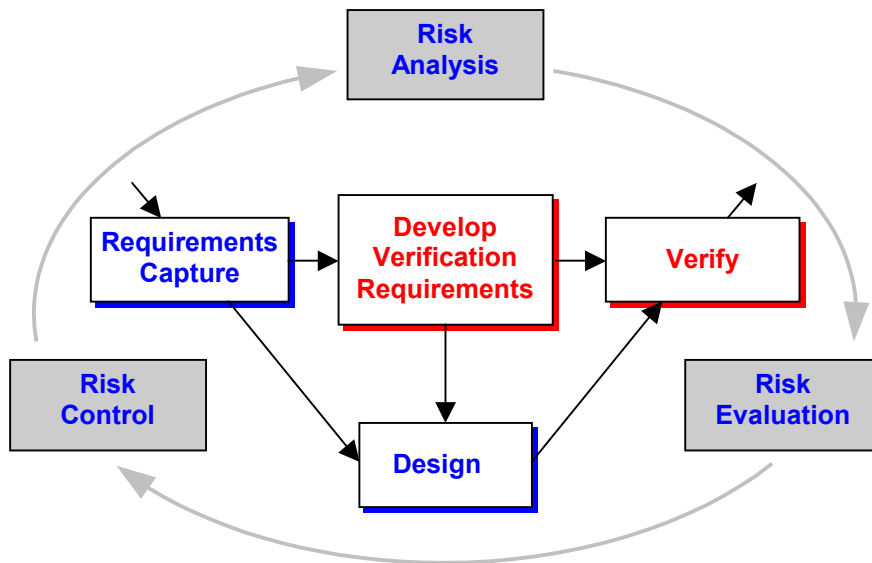 Risk
Analysis
Requirements
Capture
Develop
Verification
Requirements
Verify
Risk
Control
Risk
Evaluation
Design